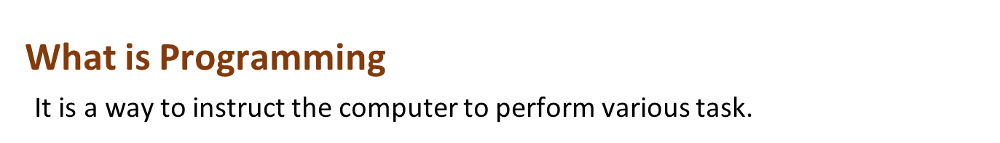 What is Programming
It is a way to instruct the computer to perform various task.